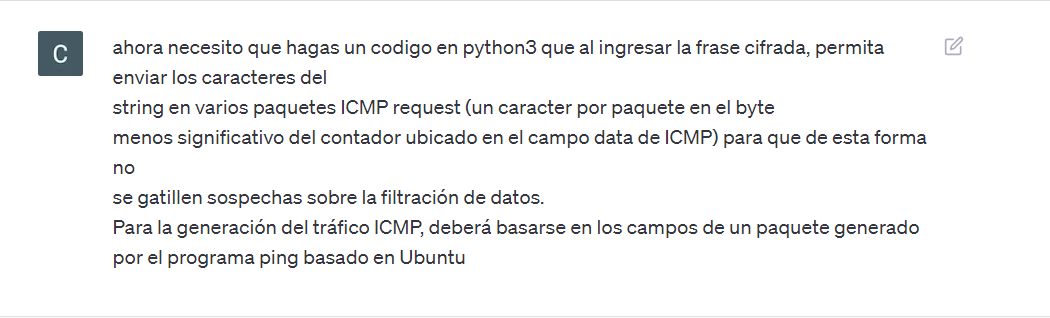 C
ahora necesito que hagas un codigo en python3 que al ingresar la frase cifrada, permita
enviar los caracteres del
string en varios paquetes ICMP request (un caracter por paquete en el byte
menos significativo del contador ubicado en el campo data de ICMP) para que de esta forma
no
se gatillen sospechas sobre la filtración de datos.
Para la generación del tráfico ICMP, deberá basarse en los campos de un paquete generado
por el programa ping basado en Ubuntu